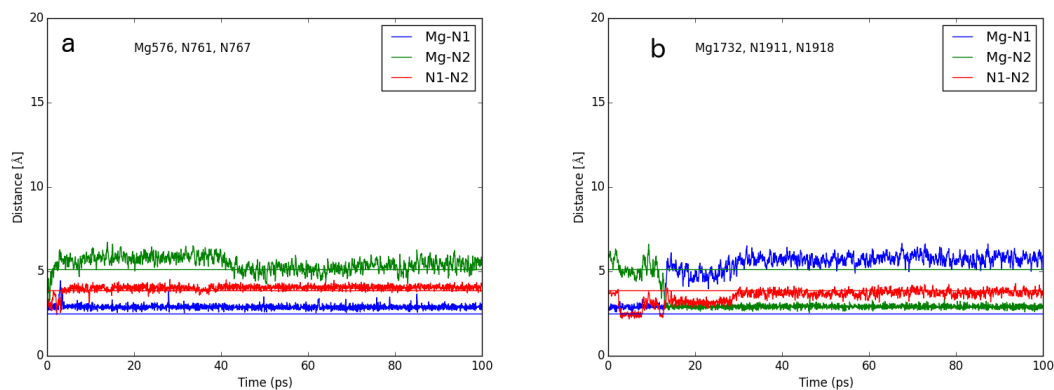 a
Mg576, N761, N767
Mg-N1
Mg-N2
N1-N2
20
15
10
5
0
Distance [Å]
0 20 40 60 80 100
Time (ps)
b
Mg1732, N1911, N1918
Mg-N1
Mg-N2
N1-N2
20
15
10
5
0
Distance [Å]
0 20 40 60 80 100
Time (ps)